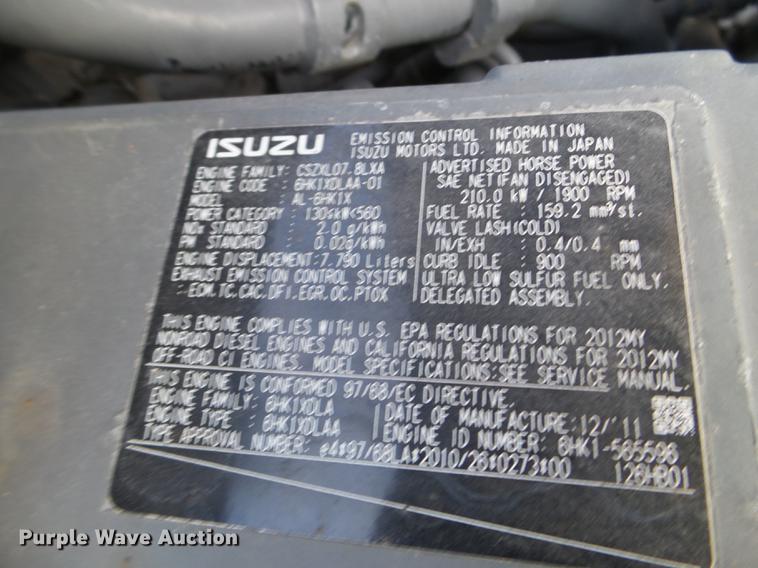 ISUZU EMISSION CONTROL INFORMATION
ISUZU MOTORS LTD. MADE IN JAPAN
ENGINE FAMILY: CSZXL07.8LXA
ENGINE CODE : 6HK1XDLAA-01
MODEL : AL-6HK1X
POWER CATEGORY : 130≤kW≤560
NOx STANDARD : 2.0 g/kWh
PM STANDARD : 0.02g/kWh
ENGINE DISPLACEMENT:7.790 Liters
EXHAUST EMISSION CONTROL SYSTEM
:ECM.TC.CAC.DFI.EGR.OC.PTOX
ADVERTISED HORSE POWER
SAE NET(FAN DISENGAGED)
210.0 kW / 1900 RPM
FUEL RATE : 159.2 mm³/st.
VALVE LASH(COLD)
IN/EXH : 0.4/0.4 mm
CURB IDLE : 900 RPM
ULTRA LOW SULFUR FUEL ONLY.
DELEGATED ASSEMBLY.
THIS ENGINE COMPLIES WITH U.S. EPA REGULATIONS FOR 2012MY
NONROAD DIESEL ENGINES AND CALIFORNIA REGULATIONS FOR 2012MY
OFF-ROAD CI ENGINES. MODEL SPECIFICATIONS:SEE SERVICE MANUAL.
THIS ENGINE IS CONFORMED 97/68/EC DIRECTIVE.
ENGINE FAMILY : 6HK1XDLA
ENGINE TYPE : 6HK1XDLAA
DATE OF MANUFACTURE:12/'11
ENGINE ID NUMBER: 6HK1-565596
TYPE APPROVAL NUMBER: e4*97/68LA*2010/26*0273*00
126HB01
Purple Wave Auction